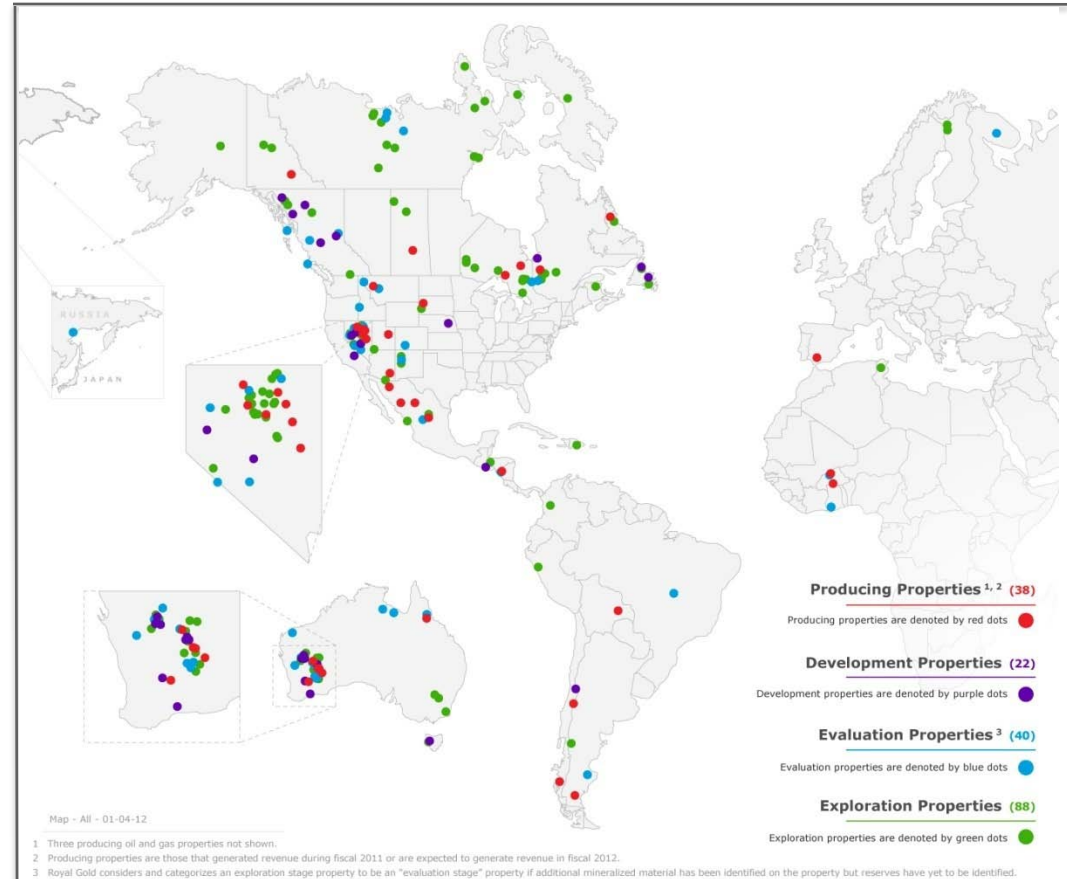 RUSSIA
JAPAN
Producing Properties 1, 2 (38)
Producing properties are denoted by red dots
Development Properties (22)
Development properties are denoted by purple dots
Evaluation Properties 3 (40)
Evaluation properties are denoted by blue dots
Exploration Properties (88)
Exploration properties are denoted by green dots
Map - All - 01-04-12
1 Three producing oil and gas properties not shown.
2 Producing properties are those that generated revenue during fiscal 2011 or are expected to generate revenue in fiscal 2012.
3 Royal Gold considers and categorizes an exploration stage property to be an "evaluation stage" property if additional mineralized material has been identified on the property but reserves have yet to be identified.